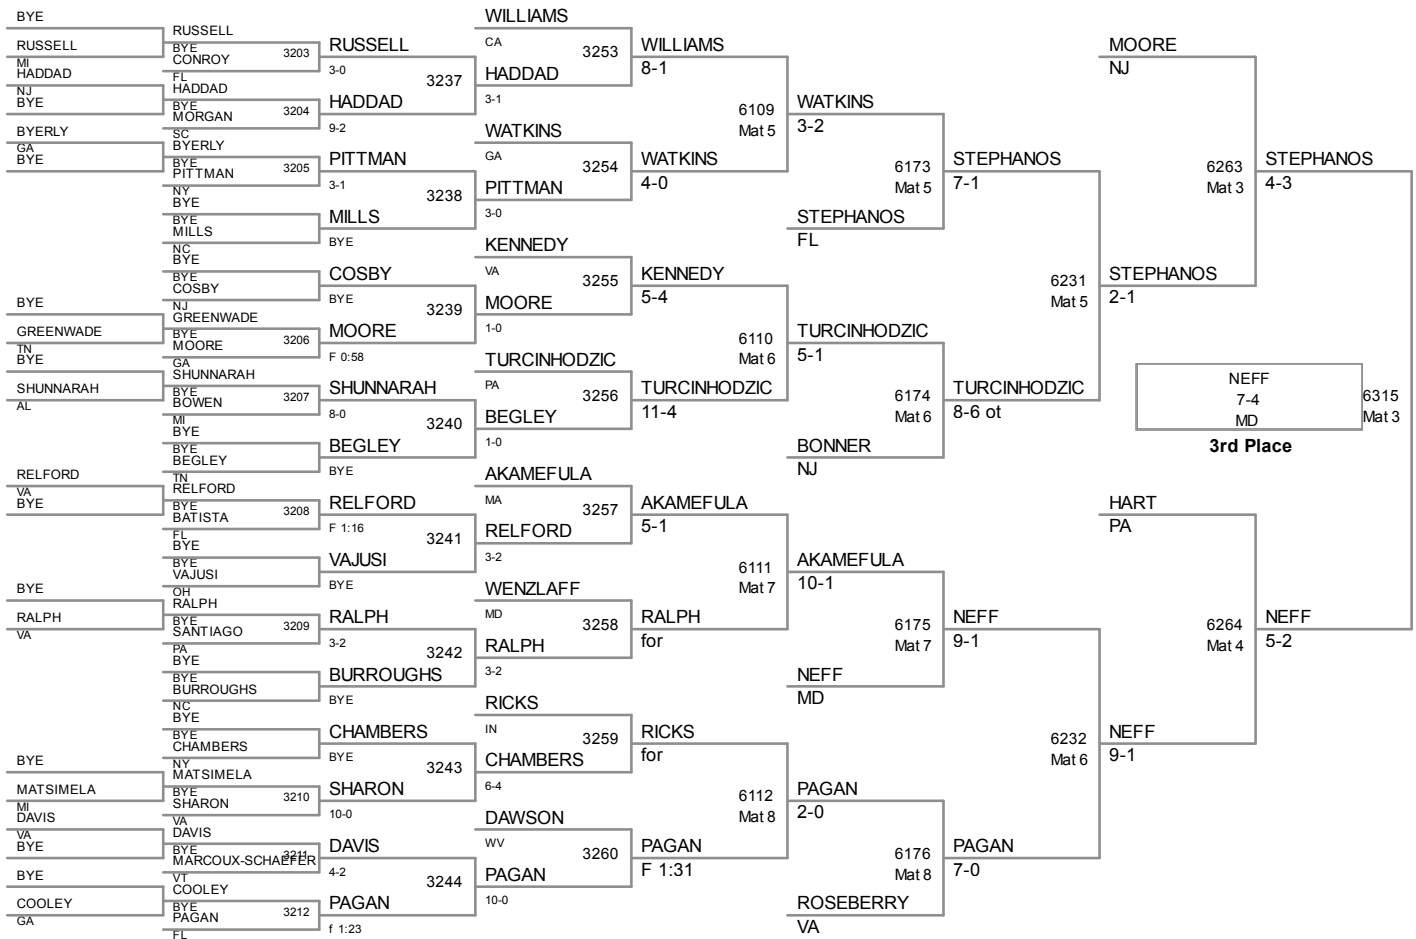 BYE
RUSSELL
MI
HADDAD
NJ
BYE
BYERLY
GA
BYE
BYE
GREENWADE
TN
BYE
SHUNNARAH
AL
RELFORD
VA
BYE
BYE
RALPH
VA
BYE
MATSIMELA
MI
DAVIS
VA
BYE
BYE
COOLEY
GA
RUSSELL
BYE
CONROY
3203
FL
HADDAD
BYE
MORGAN
3204
SC
BYERLY
BYE
PITTMAN
3205
NY
BYE
BYE
MILLS
NC
BYE
BYE
COSBY
NJ
GREENWADE
BYE
MOORE
3206
GA
SHUNNARAH
BYE
BOWEN
3207
MI
BYE
BYE
BEGLEY
TN
RELFORD
BYE
BATISTA
3208
FL
BYE
BYE
VAJUSI
OH
RALPH
BYE
SANTIAGO
3209
PA
BYE
BYE
BURROUGHS
NC
BYE
BYE
CHAMBERS
NY
MATSIMELA
BYE
SHARON
3210
VA
DAVIS
BYE
MARCOUX-SCHAEFER
3211
VT
COOLEY
BYE
PAGAN
3212
FL
RUSSELL
3-0
3237
HADDAD
9-2
PITTMAN
3-1
3238
MILLS
BYE
COSBY
BYE
3239
MOORE
F 0:58
SHUNNARAH
8-0
3240
BEGLEY
BYE
RELFORD
F 1:16
3241
VAJUSI
BYE
RALPH
3-2
3242
BURROUGHS
BYE
CHAMBERS
BYE
3243
SHARON
10-0
DAVIS
4-2
3244
PAGAN
f 1:23
WILLIAMS
CA
3253
HADDAD
3-1
WATKINS
GA
3254
PITTMAN
3-0
KENNEDY
VA
3255
MOORE
1-0
TURCINHODZIC
PA
3256
BEGLEY
1-0
AKAMEFULA
MA
3257
RELFORD
3-2
WENZLAFF
MD
3258
RALPH
3-2
RICKS
IN
3259
CHAMBERS
6-4
DAWSON
WV
3260
PAGAN
10-0
WILLIAMS
8-1
6109
Mat 5
WATKINS
4-0
KENNEDY
5-4
6110
Mat 6
TURCINHODZIC
11-4
AKAMEFULA
5-1
6111
Mat 7
RALPH
for
RICKS
for
6112
Mat 8
PAGAN
F 1:31
WATKINS
3-2
6173
Mat 5
STEPHANOS
FL
TURCINHODZIC
5-1
6174
Mat 6
BONNER
NJ
AKAMEFULA
10-1
6175
Mat 7
NEFF
MD
PAGAN
2-0
6176
Mat 8
ROSEBERRY
VA
STEPHANOS
7-1
6231
Mat 5
TURCINHODZIC
8-6 ot
NEFF
9-1
6232
Mat 6
PAGAN
7-0
MOORE
NJ
6263
Mat 3
STEPHANOS
2-1
HART
PA
6264
Mat 4
NEFF
9-1
STEPHANOS
4-3
NEFF
7-4
MD
6315
Mat 3
3rd Place
NEFF
5-2